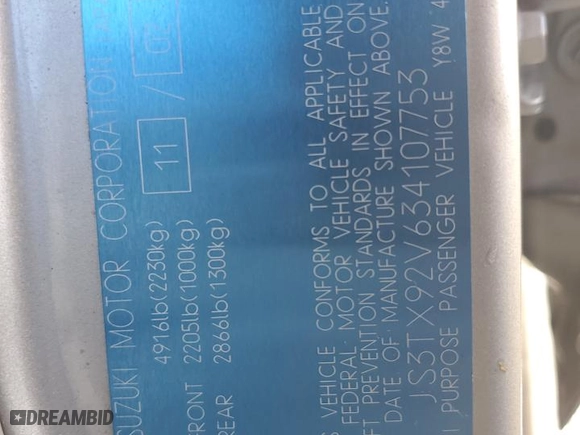 SUZUKI MOTOR CORPORATION
11 /
4916lb(2230kg)
FRONT 2205lb(1000kg)
REAR 2866lb(1300kg)
VEHICLE CONFORMS TO ALL APPLICABLE
FEDERAL MOTOR VEHICLE SAFETY AND
PREVENTION STANDARDS IN EFFECT ON
DATE OF MANUFACTURE SHOWN ABOVE.
JS3TX92V634107753
PURPOSE PASSENGER VEHICLE Y8W
DREAMBID